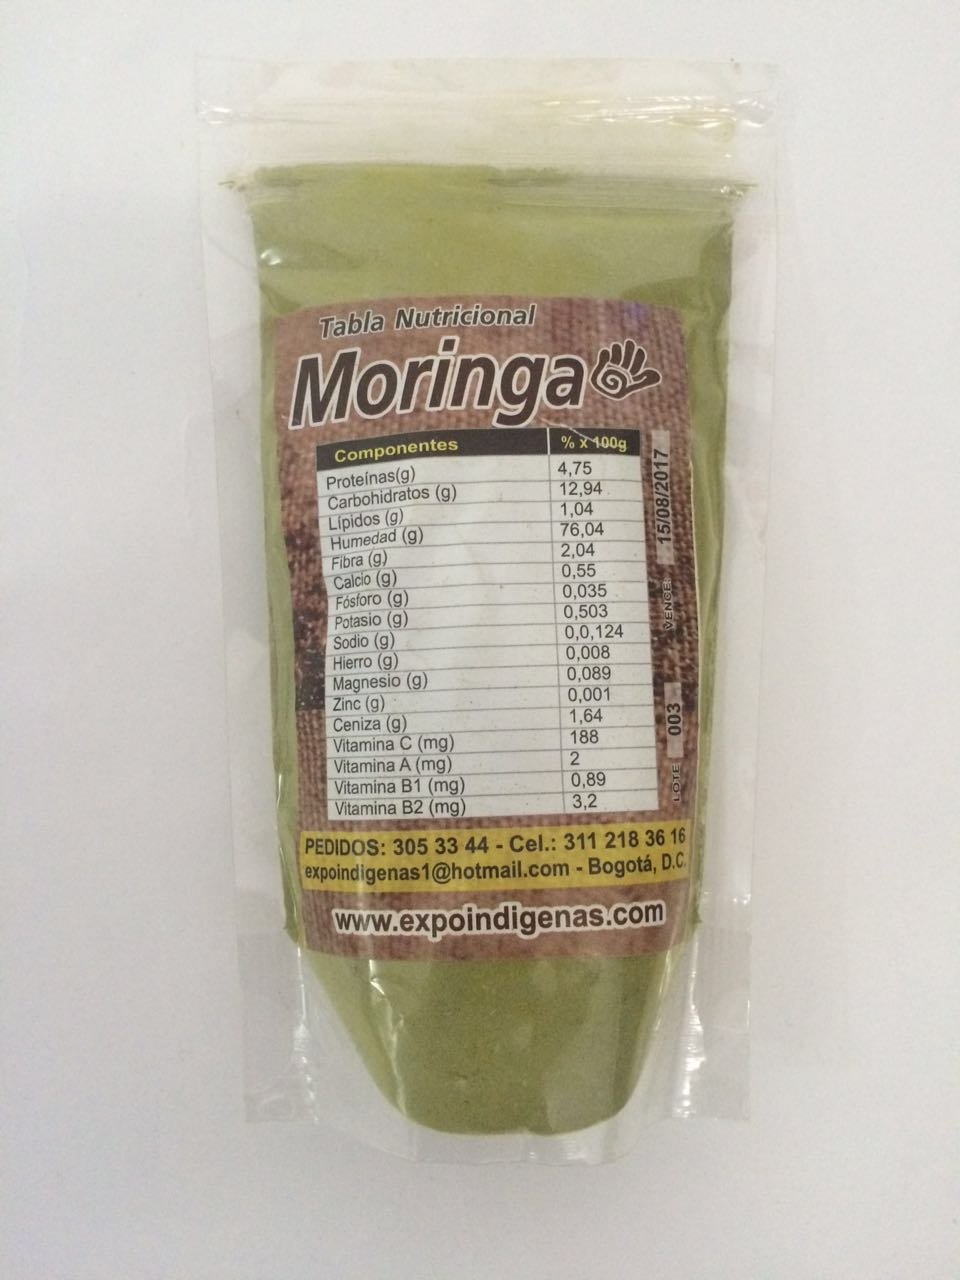 Tabla Nutricional
Moringa
Componentes % x 100g
Proteínas(g) 4,75
Carbohidratos (g) 12,94
Lípidos (g) 1,04
Humedad (g) 76,04
Fibra (g) 2,04
Calcio (g) 0,55
Fósforo (g) 0,035
Potasio (g) 0,503
Sodio (g) 0,0,124
Hierro (g) 0,008
Magnesio (g) 0,089
Zinc (g) 0,001
Ceniza (g) 1,64
Vitamina C (mg) 188
Vitamina A (mg) 2
Vitamina B1 (mg) 0,89
Vitamina B2 (mg) 3,2
LOTE 003 VENCE: 15/08/2017
PEDIDOS: 305 33 44 - Cel.: 311 218 36 16
expoindigenas1@hotmail.com - Bogotá, D.C.
www.expoindigenas.com